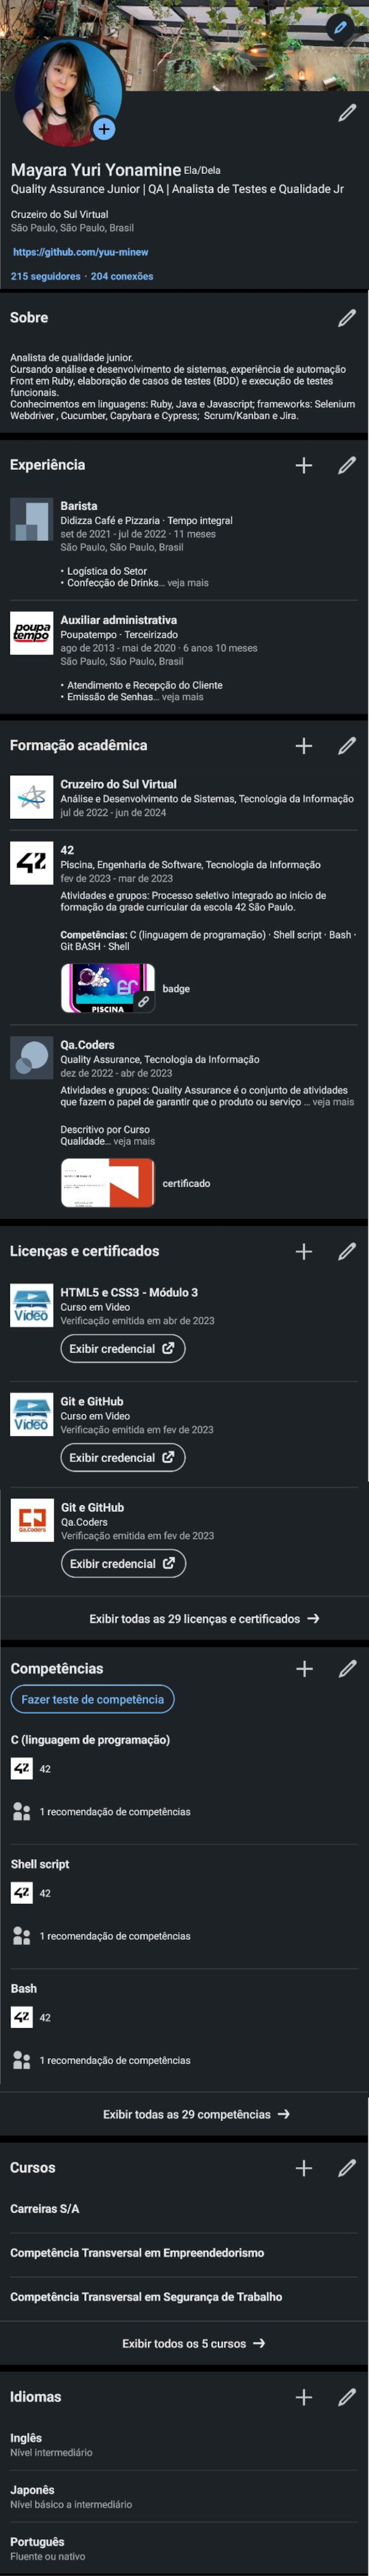 Mayara Yuri Yonamine Ela/Dela
Quality Assurance Junior | QA | Analista de Testes e Qualidade Jr
Cruzeiro do Sul Virtual
São Paulo, São Paulo, Brasil
https://github.com/yuu-minew
215 seguidores · 204 conexões
Sobre
Analista de qualidade junior.
Cursando análise e desenvolvimento de sistemas, experiência de automação
Front em Ruby, elaboração de casos de testes (BDD) e execução de testes
funcionais.
Conhecimentos em linguagens: Ruby, Java e Javascript; frameworks: Selenium
Webdriver , Cucumber, Capybara e Cypress; Scrum/Kanban e Jira.
Experiência
Barista
Didizza Café e Pizzaria · Tempo integral
set de 2021 - jul de 2022 · 11 meses
São Paulo, São Paulo, Brasil
• Logística do Setor
• Confecção de Drinks... veja mais
poupa
tempo
Auxiliar administrativa
Poupatempo · Terceirizado
ago de 2013 - mai de 2020 · 6 anos 10 meses
São Paulo, São Paulo, Brasil
• Atendimento e Recepção do Cliente
• Emissão de Senhas... veja mais
Formação acadêmica
Cruzeiro do Sul Virtual
Análise e Desenvolvimento de Sistemas, Tecnologia da Informação
jul de 2022 - jun de 2024
42
42
Piscina, Engenharia de Software, Tecnologia da Informação
fev de 2023 - mar de 2023
Atividades e grupos: Processo seletivo integrado ao início de
formação da grade curricular da escola 42 São Paulo.
Competências: C (linguagem de programação) · Shell script · Bash ·
Git BASH · Shell
PISCINA
badge
Qa.Coders
Quality Assurance, Tecnologia da Informação
dez de 2022 - abr de 2023
Atividades e grupos: Quality Assurance é o conjunto de atividades
que fazem o papel de garantir que o produto ou serviço ... veja mais
Descritivo por Curso
Qualidade... veja mais
certificado
Licenças e certificados
Vídeo
HTML5 e CSS3 - Módulo 3
Curso em Video
Verificação emitida em abr de 2023
Exibir credencial
Vídeo
Git e GitHub
Curso em Video
Verificação emitida em fev de 2023
Exibir credencial
Qa.Coders
Git e GitHub
Qa.Coders
Verificação emitida em fev de 2023
Exibir credencial
Exibir todas as 29 licenças e certificados →
Competências
Fazer teste de competência
C (linguagem de programação)
42 42
1 recomendação de competências
Shell script
42 42
1 recomendação de competências
Bash
42 42
1 recomendação de competências
Exibir todas as 29 competências →
Cursos
Carreiras S/A
Competência Transversal em Empreendedorismo
Competência Transversal em Segurança de Trabalho
Exibir todos os 5 cursos →
Idiomas
Inglês
Nível intermediário
Japonês
Nível básico a intermediário
Português
Fluente ou nativo